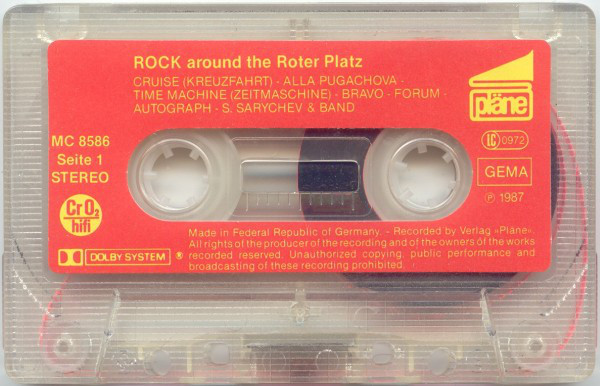 ROCK around the Roter Platz
CRUISE (KREUZFAHRT) - ALLA PUGACHOVA -
TIME MACHINE (ZEITMASCHINE) - BRAVO - FORUM -
AUTOGRAPH - S. SARYCHEV & BAND
pläne
MC 8586
Seite 1
STEREO
LC 0972
GEMA
℗ 1987
CrO2
hifi
DOLBY SYSTEM ®
Made in Federal Republic of Germany. - Recorded by Verlag »Pläne«.
All rights of the producer of the recording and of the owners of the works
recorded reserved. Unauthorized copying, public performance and
broadcasting of these recording prohibited.